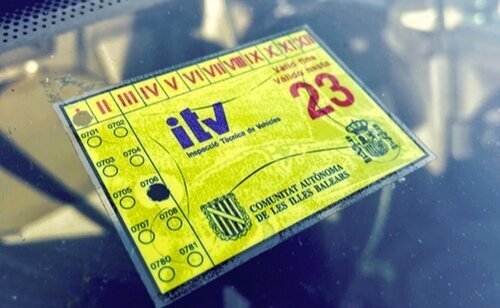 II III IV V VI VII VIII IX X XI XII
0701 0702
0703 0704
0705 0706
0707 0708
0780 0781
Vàlid fins
Válido hasta
23
itv
Inspecció Tècnica de Vehicles
COMUNITAT AUTÒNOMA
DE LES ILLES BALEARS